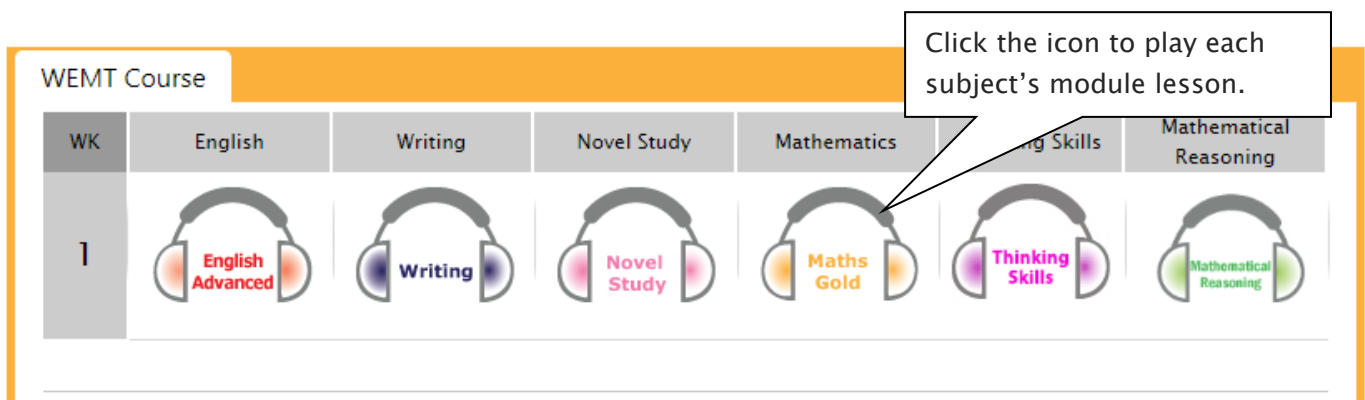 Click the icon to play each
subject's module lesson.
WEMT Course
WK
English
Writing
Novel Study
Mathematics
Skills
Mathematical
Reasoning
1
English
Advanced
Writing
Novel
Study
Maths
Gold
Thinking
Skills
Mathematical
Reasoning